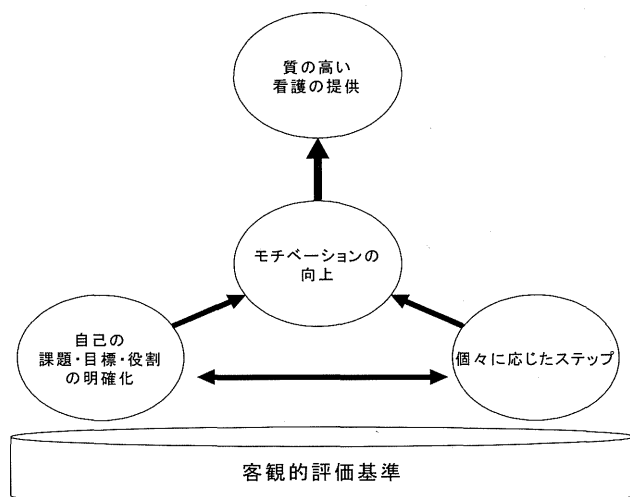 質の高い
看護の提供
モチベーションの
向上
自己の
課題・目標・役割
の明確化
個々に応じたステップ
客観的評価基準